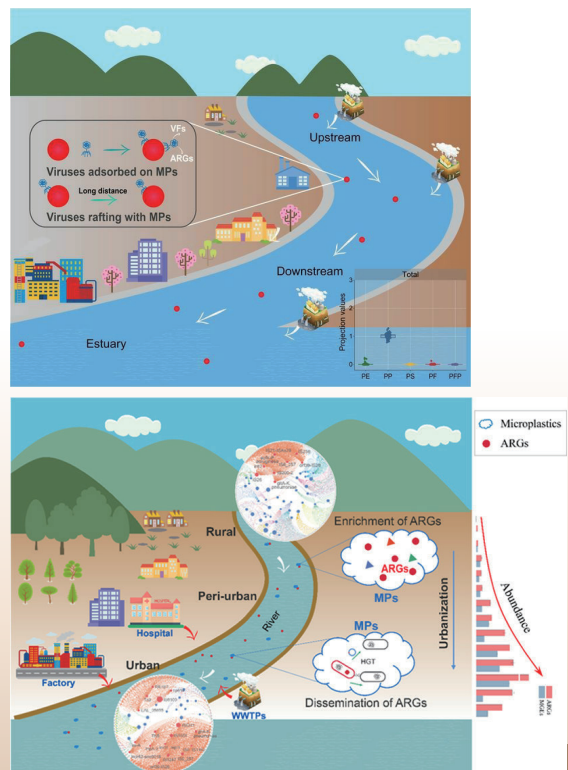 VFs
ARGs
Viruses adsorbed on MPs
Long distance
Viruses rafting with MPs
Upstream
Downstream
Estuary
Total
Projection values
3
2
1
0
PE
PP
PS
PF
PFP
Microplastics
ARGs
Rural
Enrichment of ARGs
ARGs
MPs
Peri-urban
River
Urbanization
Abundance
Hospital
MPs
HGT
Urban
Factory
Dissemination of ARGs
WWTPs
ARGs
MGEs